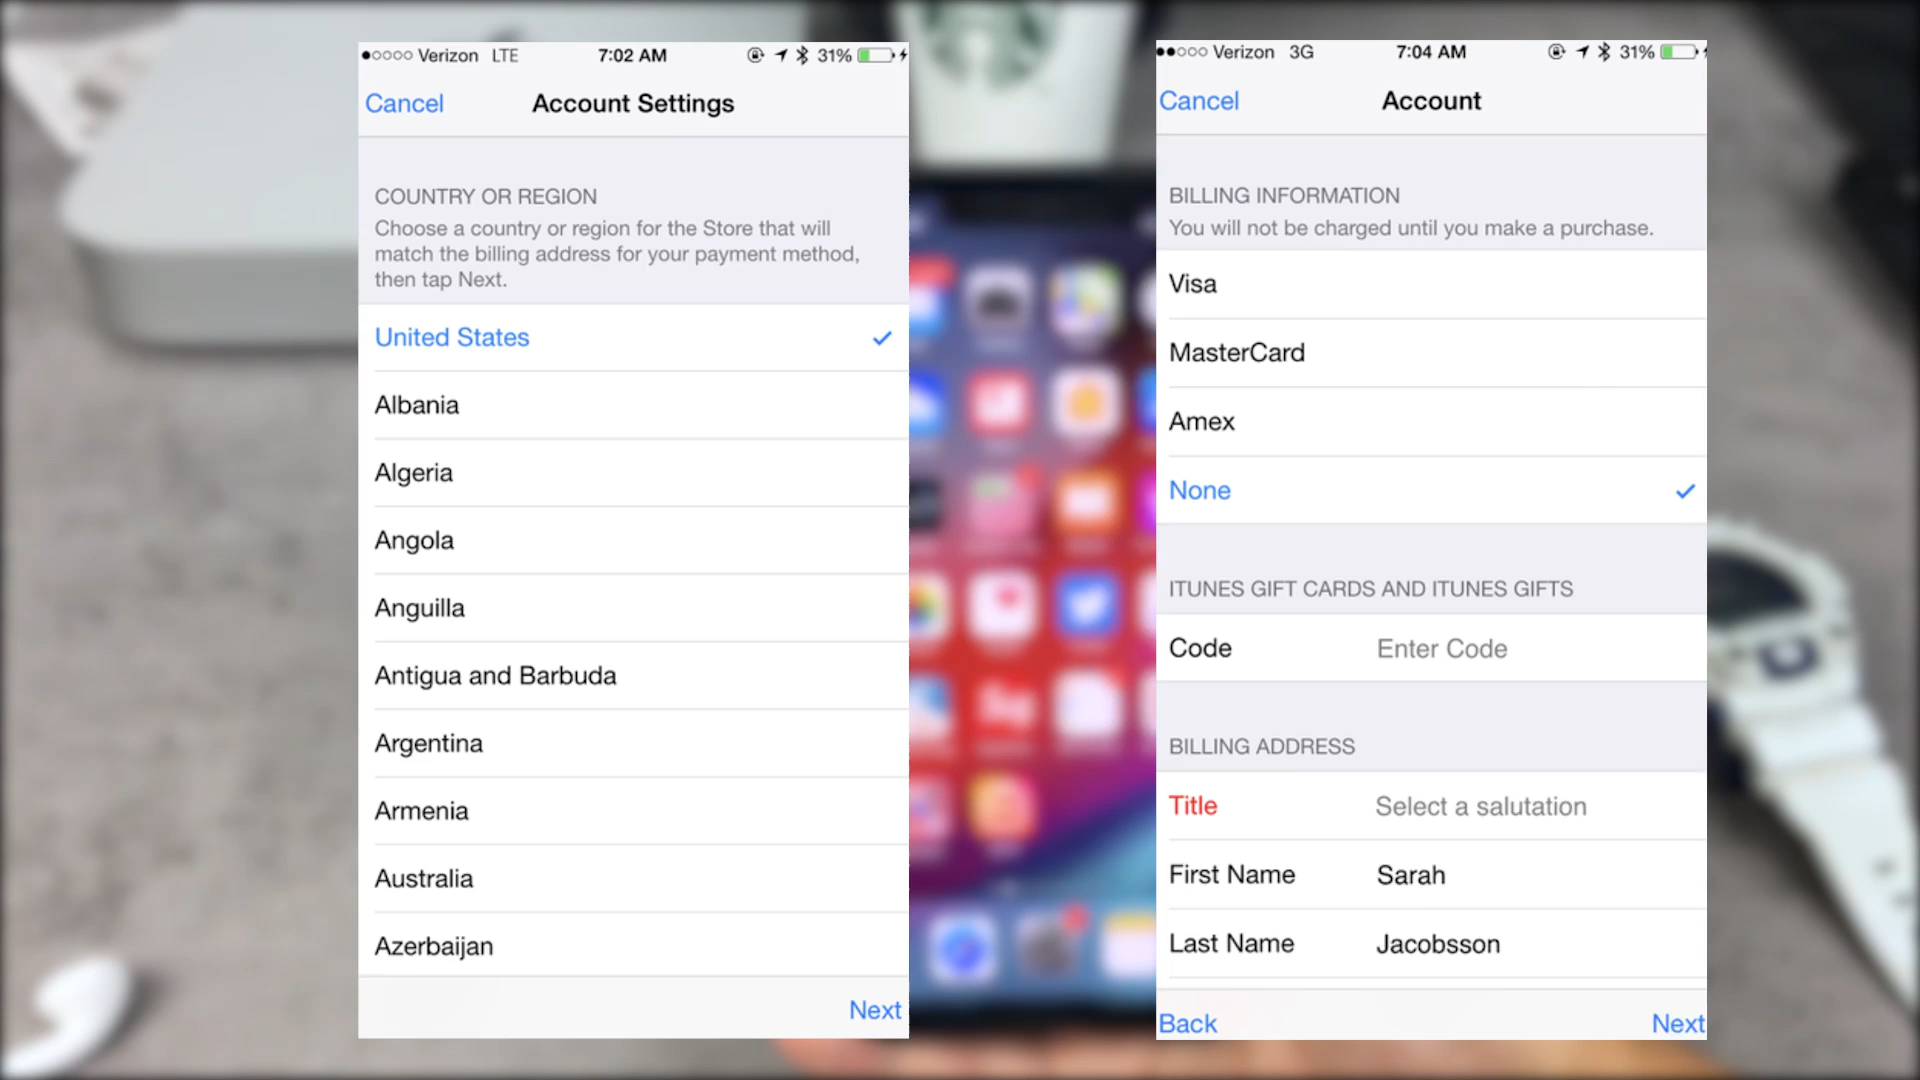 Verizon LTE 7:02 AM 31%
Cancel Account Settings
COUNTRY OR REGION
Choose a country or region for the Store that will
match the billing address for your payment method,
then tap Next.
United States
Albania
Algeria
Angola
Anguilla
Antigua and Barbuda
Argentina
Armenia
Australia
Azerbaijan
Next
Verizon 3G 7:04 AM 31%
Cancel Account
BILLING INFORMATION
You will not be charged until you make a purchase.
Visa
MasterCard
Amex
None
ITUNES GIFT CARDS AND ITUNES GIFTS
Code Enter Code
BILLING ADDRESS
Title Select a salutation
First Name Sarah
Last Name Jacobsson
Back Next